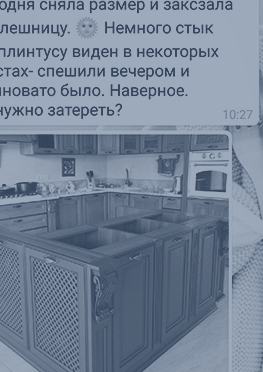 одня сняла размер и заксзала
лешницу. 🌞 Немного стык
плинтусу виден в некоторых
стах- спешили вечером и
новато было. Наверное.
нужно затереть?
10:27